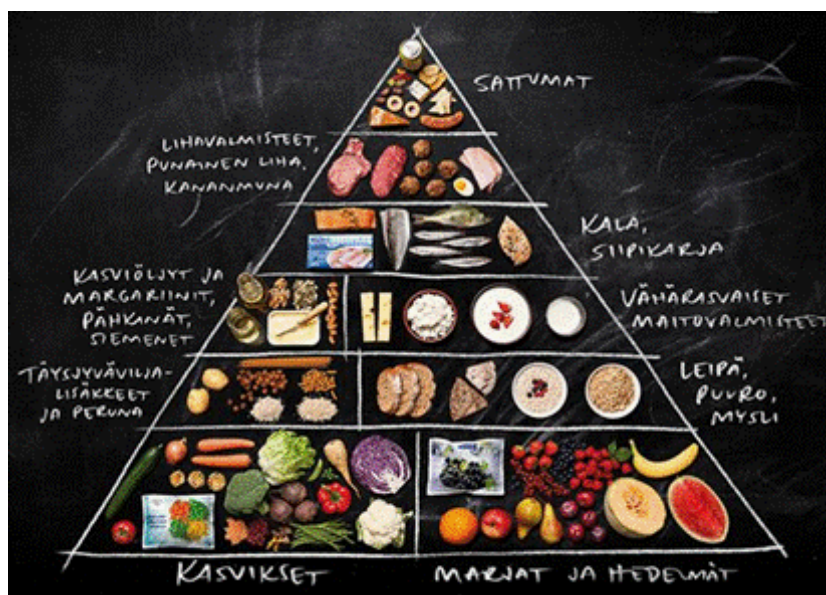 SATTUMAT
LIHAVALMISTEET,
PUNAINEN LIHA,
KANANMUNA
KALA,
SIIPIKARJA
KASVIÖLJYT JA
MARGARIINIT,
PÄHKINÄT,
SIEMENET
VÄHÄRASVAISET
MAITOVALMISTEET
TÄYSJYVÄVILJA-
LISÄKKEET
JA PERUNA
LEIPÄ,
PUURO,
MYSLI
KASVIKSET
MARJAT JA HEDELMÄT